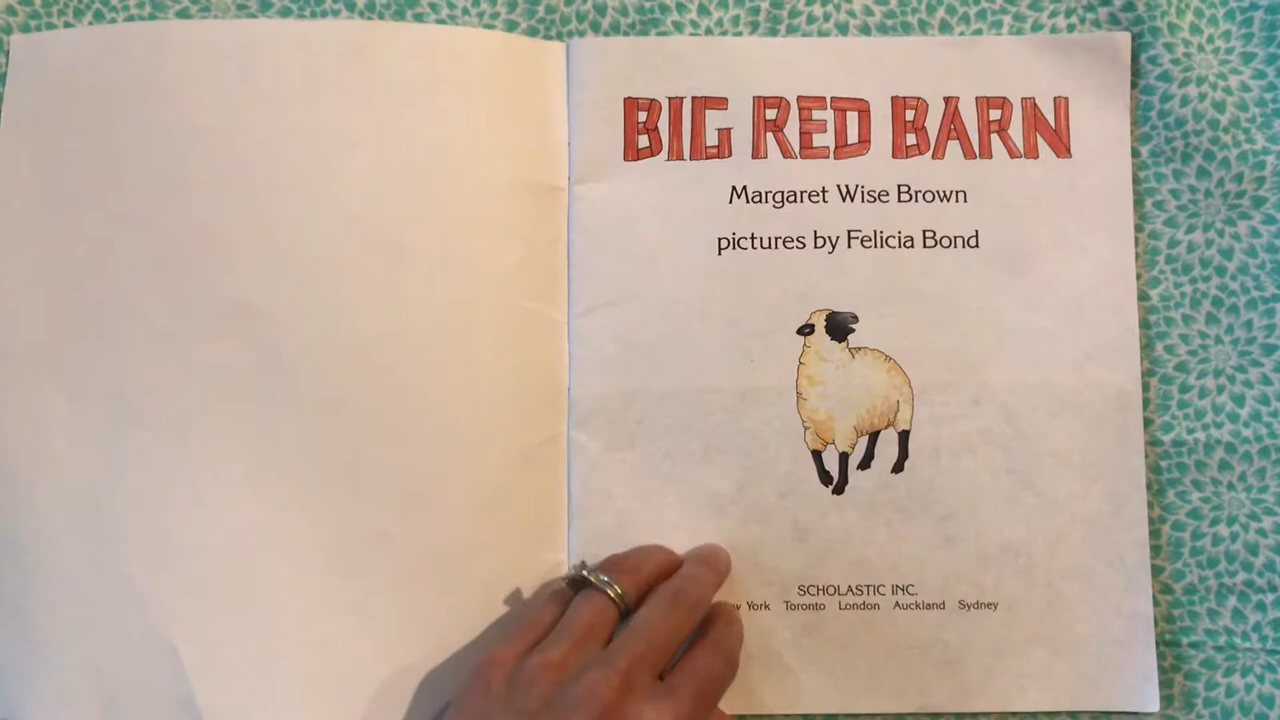 BIG RED BARN
Margaret Wise Brown
pictures by Felicia Bond
SCHOLASTIC INC.
York Toronto London Auckland Sydney